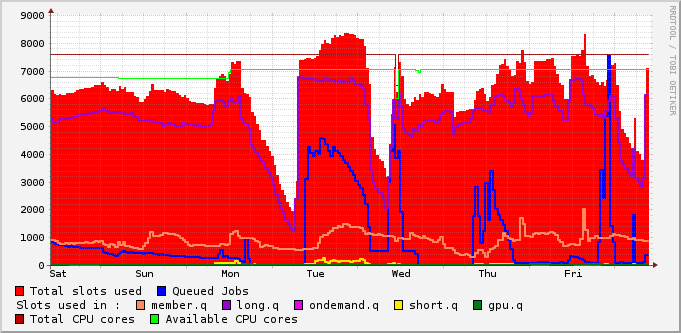 9000
8000
7000
6000
5000
4000
3000
2000
1000
0
Sat Sun Mon Tue Wed Thu Fri
RRDTOOL / TOBI OETIKER
Total slots used Queued Jobs
Slots used in : member.q long.q ondemand.q short.q gpu.q
Total CPU cores Available CPU cores